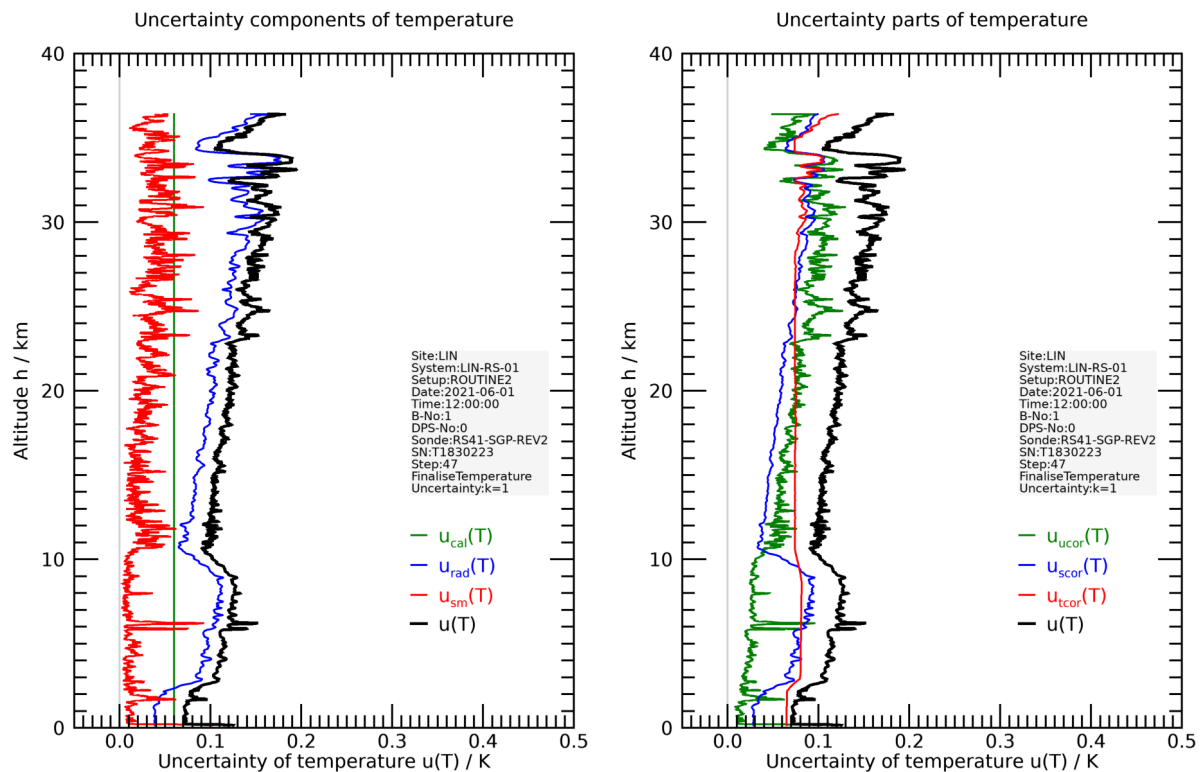 Uncertainty components of temperature
40
30
20
10
0
Altitude h / km
0.0 0.1 0.2 0.3 0.4 0.5
Uncertainty of temperature u(T) / K
Site:LIN
System:LIN-RS-01
Setup:ROUTINE2
Date:2021-06-01
Time:12:00:00
B-No:1
DPS-No:0
Sonde:RS41-SGP-REV2
SN:T1830223
Step:47
FinaliseTemperature
Uncertainty:k=1
u_cal(T)
u_rad(T)
u_sm(T)
u(T)
Uncertainty parts of temperature
40
30
20
10
0
Altitude h / km
0.0 0.1 0.2 0.3 0.4 0.5
Uncertainty of temperature u(T) / K
Site:LIN
System:LIN-RS-01
Setup:ROUTINE2
Date:2021-06-01
Time:12:00:00
B-No:1
DPS-No:0
Sonde:RS41-SGP-REV2
SN:T1830223
Step:47
FinaliseTemperature
Uncertainty:k=1
u_ucor(T)
u_scor(T)
u_tcor(T)
u(T)